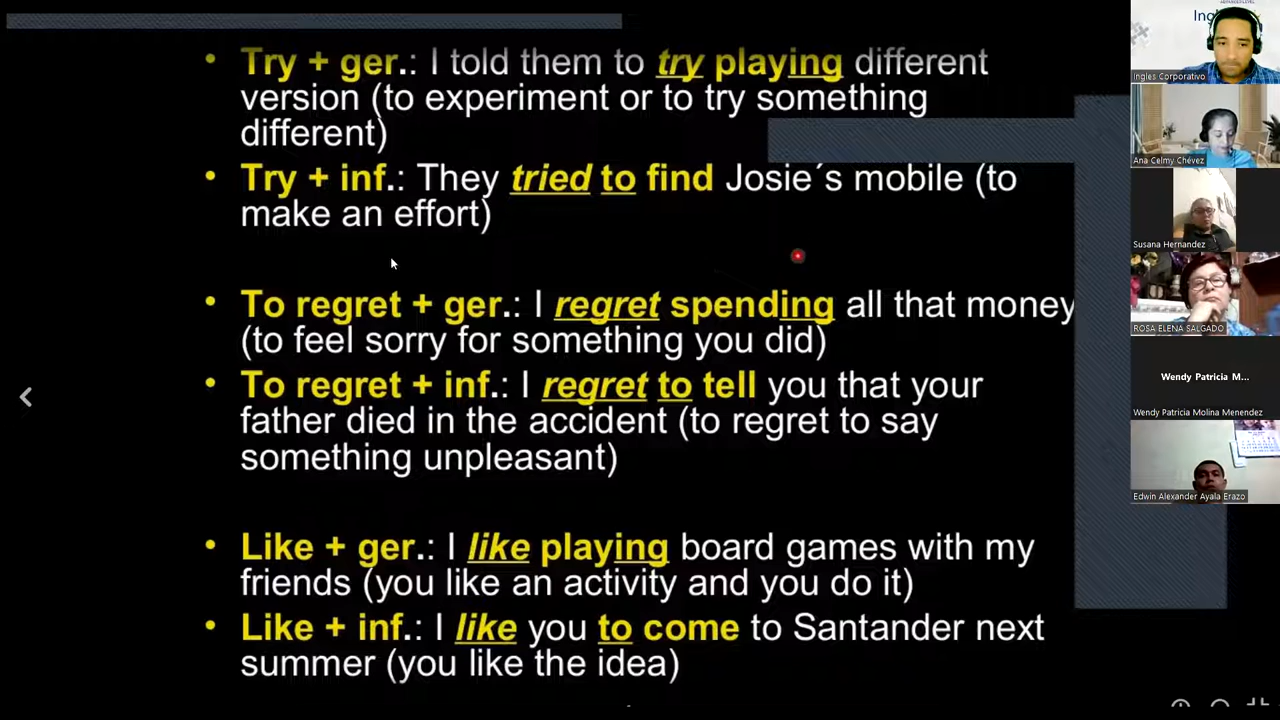 Try + ger.: I told them to try playing different
version (to experiment or to try something
different)
Try + inf.: They tried to find Josie´s mobile (to
make an effort)
To regret + ger.: I regret spending all that money
(to feel sorry for something you did)
To regret + inf.: I regret to tell you that your
father died in the accident (to regret to say
something unpleasant)
Like + ger.: I like playing board games with my
friends (you like an activity and you do it)
Like + inf.: I like you to come to Santander next
summer (you like the idea)
Ingles Corporativo
Ana Celmy Chévez
Susana Hernandez
ROSA ELENA SALGADO
Wendy Patricia M...
Wendy Patricia Molina Menendez
Edwin Alexander Ayala Erazo